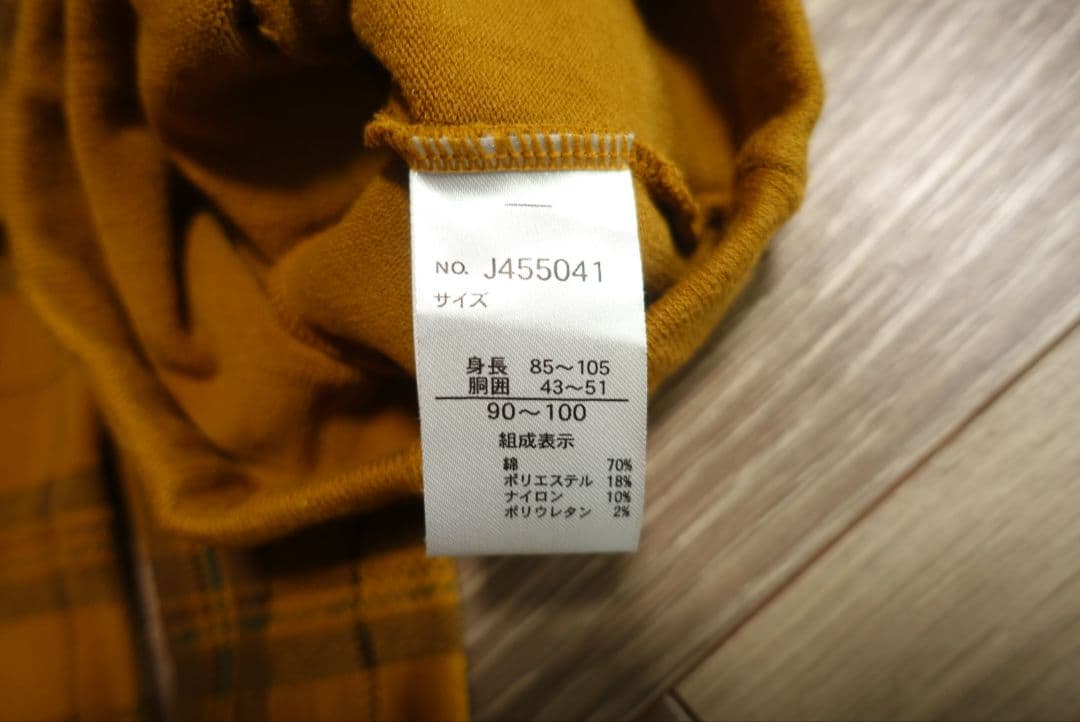 NO. J455041
サイズ
身長 85～105
胴囲 43～51
90～100
組成表示
綿 70%
ポリエステル 18%
ナイロン 10%
ポリウレタン 2%